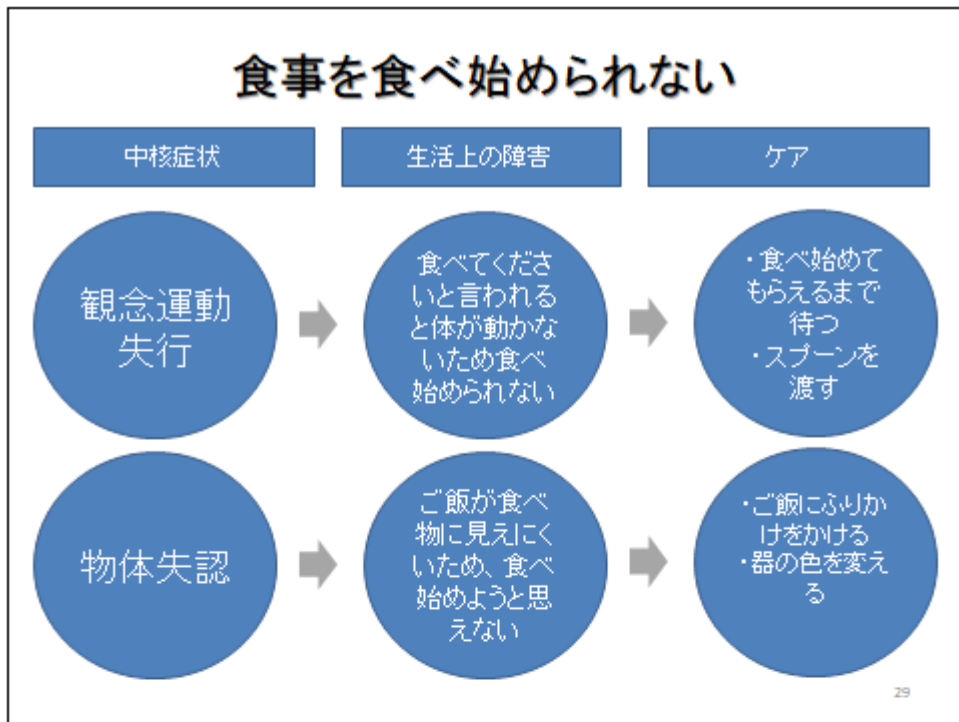 食事を食べ始められない
中核症状
生活上の障害
ケア
観念運動
失行
食べてくださ
いと言われる
と体が動かな
いため食べ
始められない
・食べ始めて
もらえるまで
待つ
・スプーンを
渡す
物体失認
ご飯が食べ
物に見えにく
いため、食べ
始めようと思
えない
・ご飯にふりか
けをかける
・器の色を変え
る
29